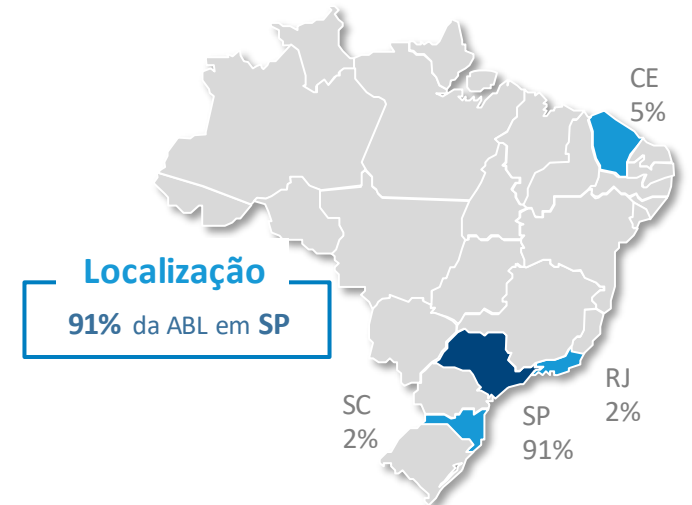 CE
5%
Localização
91% da ABL em SP
RJ
2%
SC
2%
SP
91%